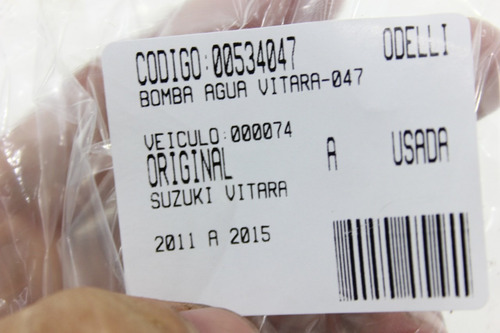 CODIGO:00534047 ODELLI
BOMBA AGUA VITARA-047
VEICULO:000074
ORIGINAL A USADA
SUZUKI VITARA
2011 A 2015